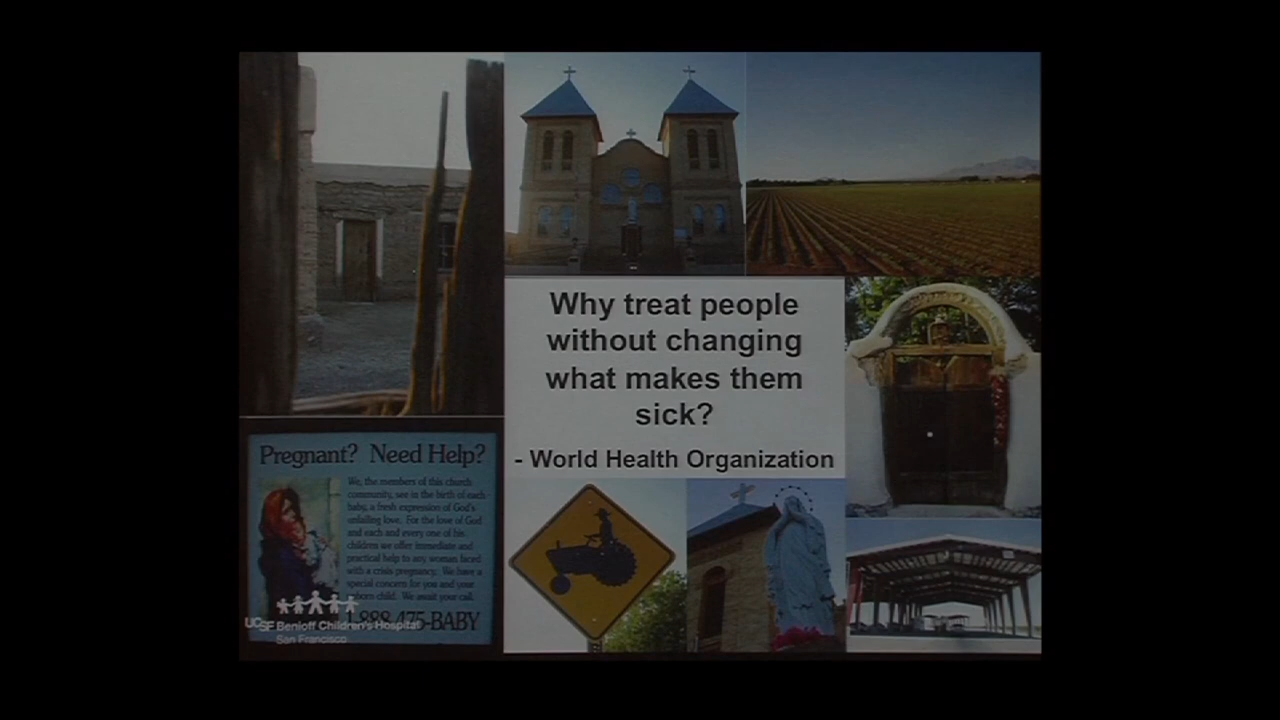 Why treat people
without changing
what makes them
sick?
- World Health Organization
Pregnant? Need Help?
We, the members of this church
community, see in the birth of each
baby, a fresh expression of God's
unfailing love. For the love of God
and each and every one of his
children we offer immediate and
practical help to any woman faced
with a crisis pregnancy. We have a
special concern for you and your
unborn child. We await your call.
1-888-475-BABY
UCSF Benioff Children's Hospital
San Francisco